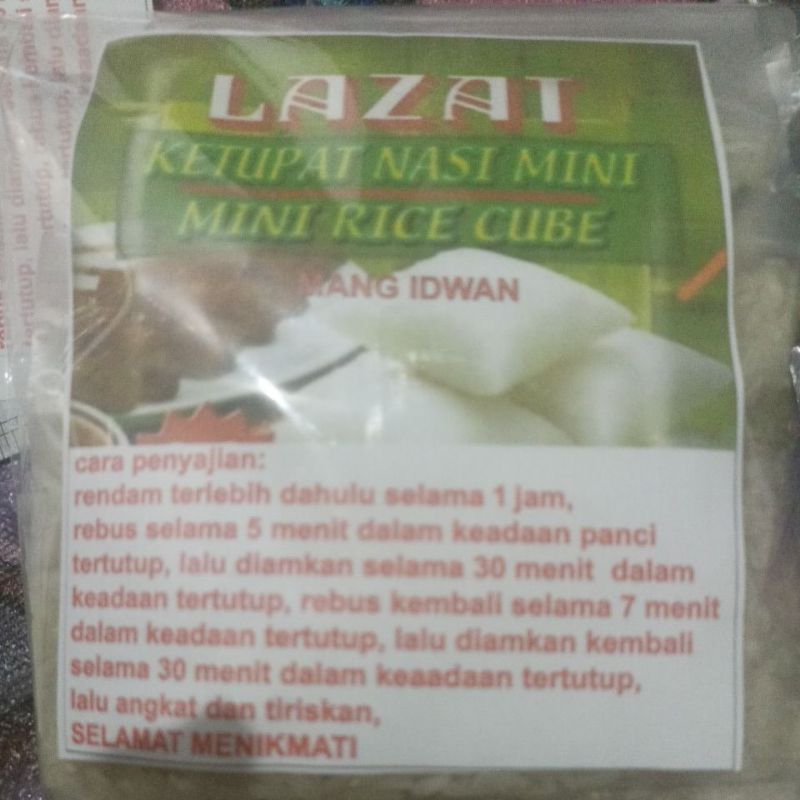 LAZAT
KETUPAT NASI MINI
MINI RICE CUBE
MANG IDWAN
cara penyajian:
rendam terlebih dahulu selama 1 jam,
rebus selama 5 menit dalam keadaan panci
tertutup, lalu diamkan selama 30 menit dalam
keadaan tertutup, rebus kembali selama 7 menit
dalam keadaan tertutup, lalu diamkan kembali
selama 30 menit dalam keaadaan tertutup,
lalu angkat dan tiriskan,
SELAMAT MENIKMATI